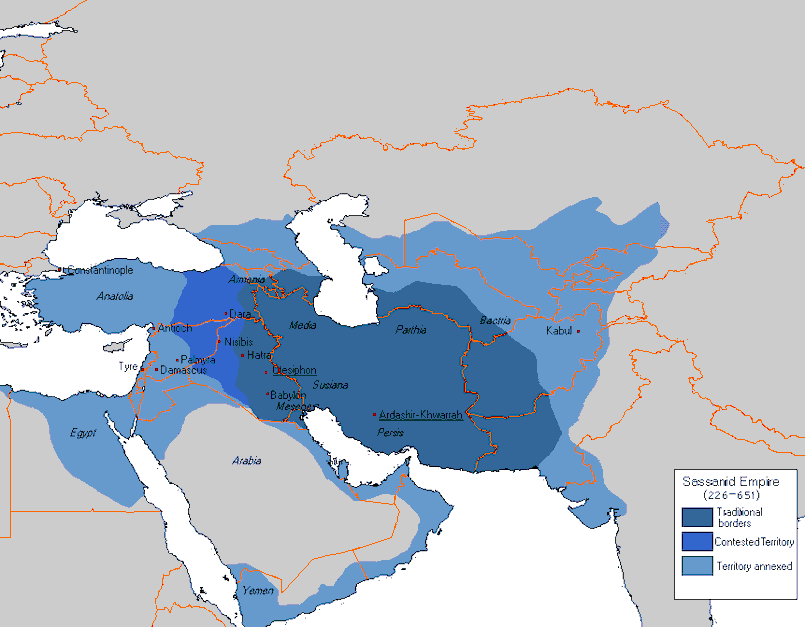 Constantinople
Anatolia
Armenia
Dara
Antioch
Media
Parthia
Bactria
Kabul
Nisibis
Hatra
Palmyra
Tyre
Damascus
Ctesiphon
Susiana
Babylon
Ardashir-Khwarrah
Egypt
Persis
Arabia
Yemen
Sassanid Empire
(226-651)
Traditional
borders
Contested Territory
Territory annexed